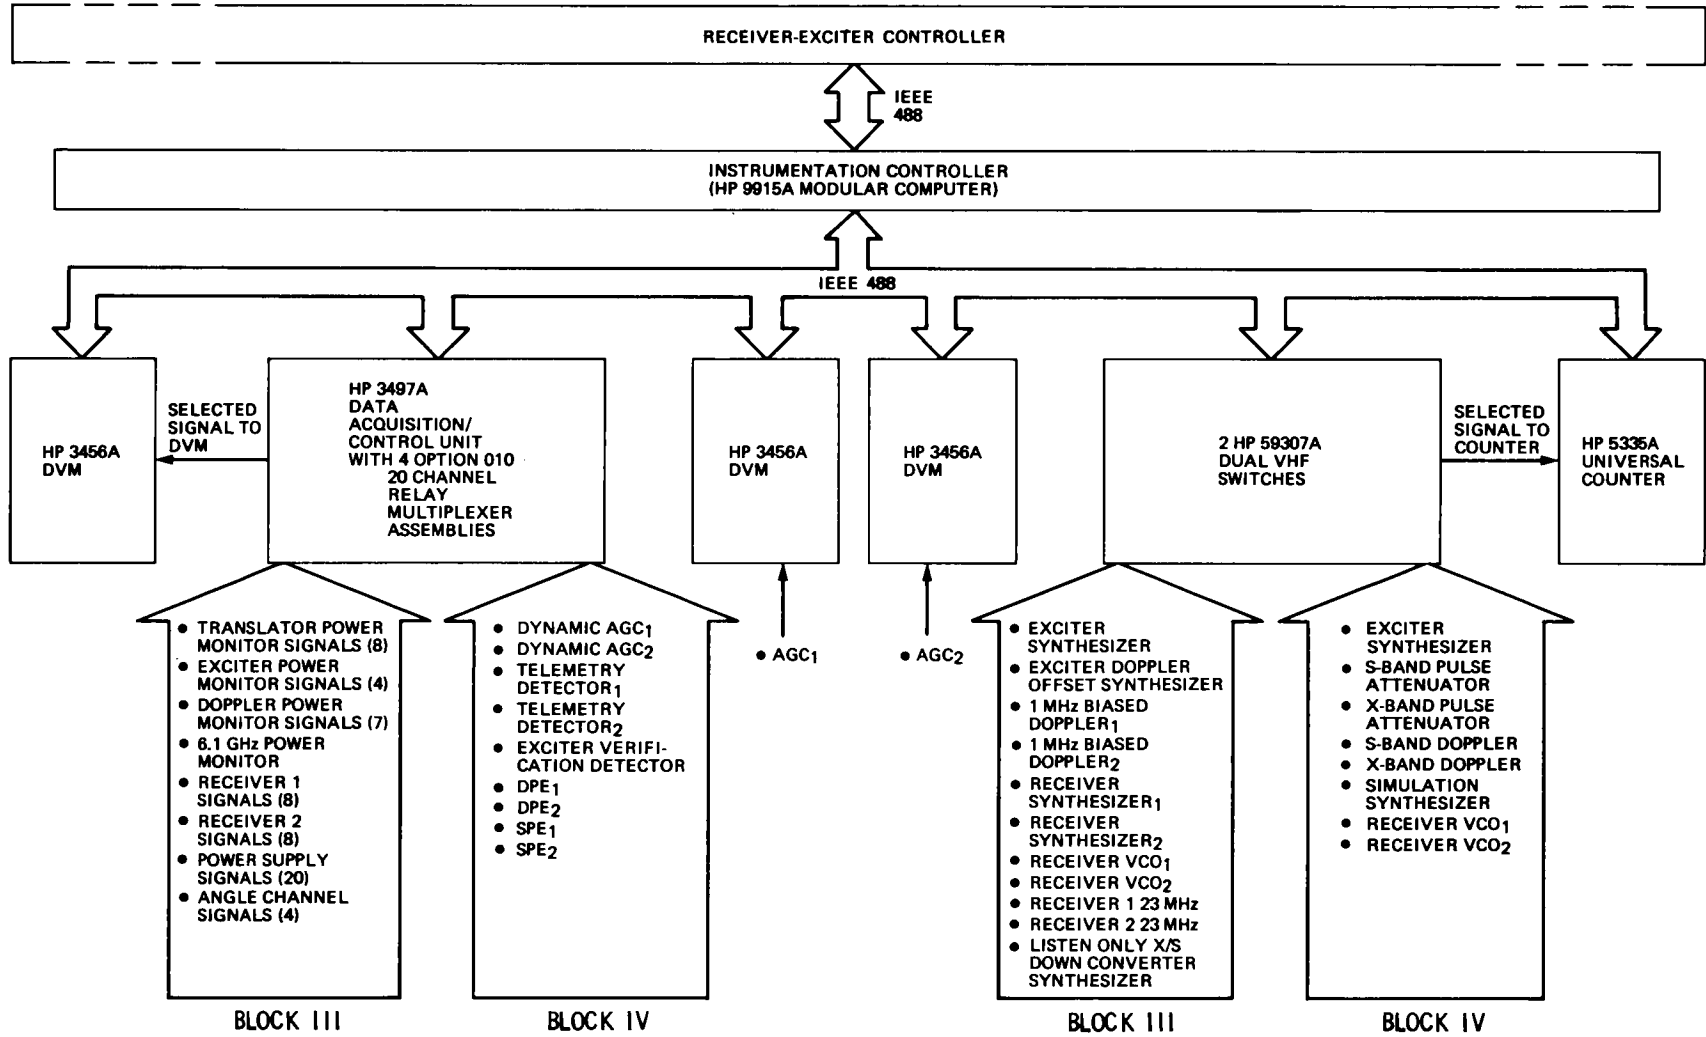 RECEIVER-EXCITER CONTROLLER
IEEE
488
INSTRUMENTATION CONTROLLER
(HP 9915A MODULAR COMPUTER)
IEEE 488
HP 3456A
DVM
SELECTED
SIGNAL TO
DVM
HP 3497A
DATA
ACQUISITION/
CONTROL UNIT
WITH 4 OPTION 010
20 CHANNEL
RELAY
MULTIPLEXER
ASSEMBLIES
HP 3456A
DVM
HP 3456A
DVM
2 HP 59307A
DUAL VHF
SWITCHES
SELECTED
SIGNAL TO
COUNTER
HP 5335A
UNIVERSAL
COUNTER
● TRANSLATOR POWER
MONITOR SIGNALS (8)
● EXCITER POWER
MONITOR SIGNALS (4)
● DOPPLER POWER
MONITOR SIGNALS (7)
● 6.1 GHz POWER
MONITOR
● RECEIVER 1
SIGNALS (8)
● RECEIVER 2
SIGNALS (8)
● POWER SUPPLY
SIGNALS (20)
● ANGLE CHANNEL
SIGNALS (4)
BLOCK III
● DYNAMIC AGC1
● DYNAMIC AGC2
● TELEMETRY
DETECTOR1
● TELEMETRY
DETECTOR2
● EXCITER VERIFI-
CATION DETECTOR
● DPE1
● DPE2
● SPE1
● SPE2
BLOCK IV
● AGC1
● AGC2
● EXCITER
SYNTHESIZER
● EXCITER DOPPLER
OFFSET SYNTHESIZER
● 1 MHz BIASED
DOPPLER1
● 1 MHz BIASED
DOPPLER2
● RECEIVER
SYNTHESIZER1
● RECEIVER
SYNTHESIZER2
● RECEIVER VCO1
● RECEIVER VCO2
● RECEIVER 1 23 MHz
● RECEIVER 2 23 MHz
● LISTEN ONLY X/S
DOWN CONVERTER
SYNTHESIZER
BLOCK III
● EXCITER
SYNTHESIZER
● S-BAND PULSE
ATTENUATOR
● X-BAND PULSE
ATTENUATOR
● S-BAND DOPPLER
● X-BAND DOPPLER
● SIMULATION
SYNTHESIZER
● RECEIVER VCO1
● RECEIVER VCO2
BLOCK IV